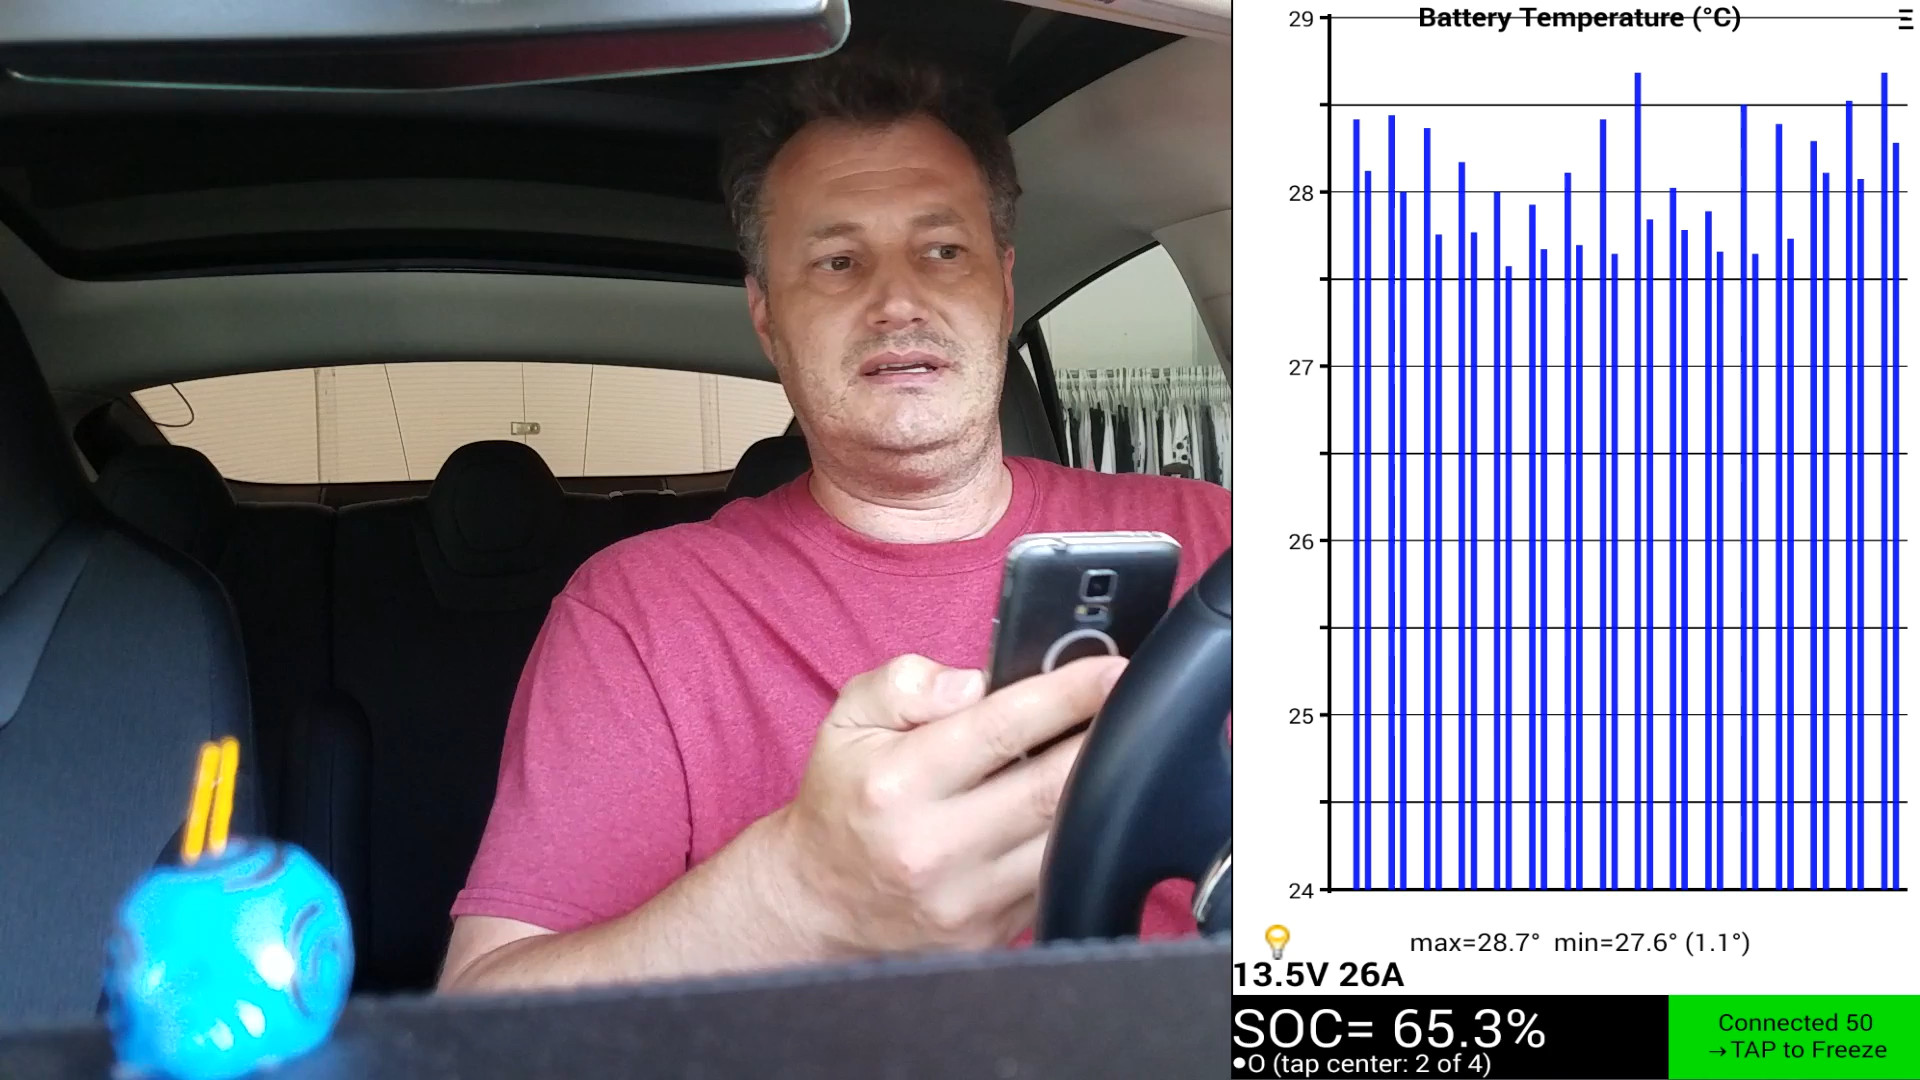 Battery Temperature (°C)
29
28
27
26
25
24
max=28.7° min=27.6° (1.1°)
13.5V 26A
SOC= 65.3%
●O (tap center: 2 of 4)
Connected 50
→TAP to Freeze